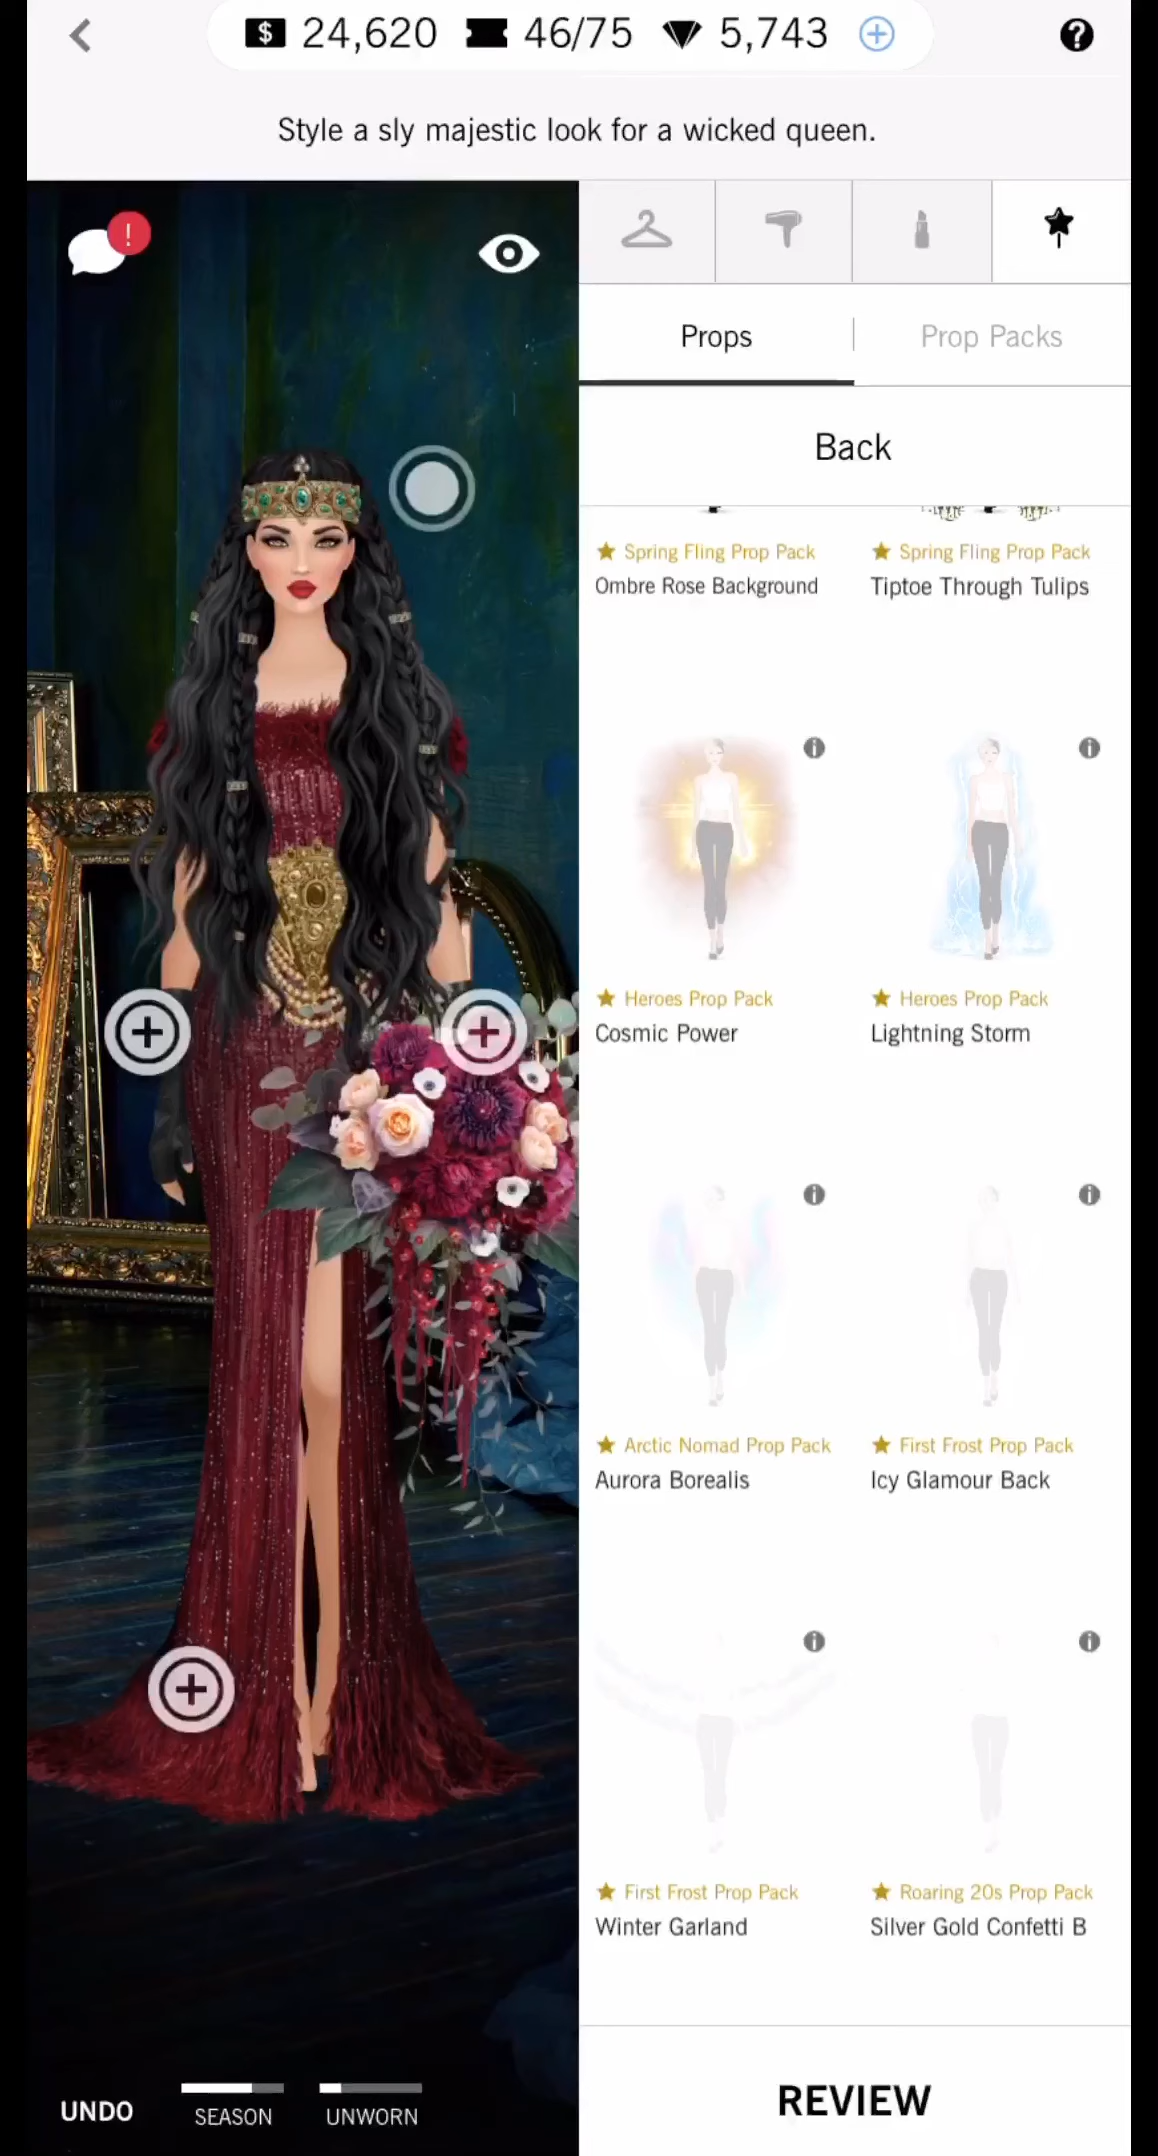 $ 24,620 46/75 5,743 + ?
Style a sly majestic look for a wicked queen.
!
Props
Prop Packs
Back
Spring Fling Prop Pack
Ombre Rose Background
Spring Fling Prop Pack
Tiptoe Through Tulips
Heroes Prop Pack
Cosmic Power
Heroes Prop Pack
Lightning Storm
Arctic Nomad Prop Pack
Aurora Borealis
First Frost Prop Pack
Icy Glamour Back
First Frost Prop Pack
Winter Garland
Roaring 20s Prop Pack
Silver Gold Confetti B
UNDO
SEASON
UNWORN
REVIEW